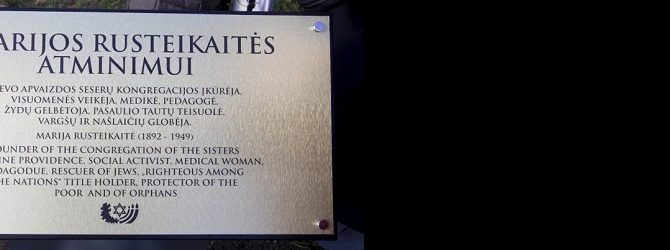 ARIJOS RUSTEIKAITĖS
ATMINIMUI
EVO APVAIZDOS SESERŲ KONGREGACIJOS ĮKŪRĖJA,
VISUOMENĖS VEIKĖJA, MEDIKĖ, PEDAGOGĖ,
ŽYDŲ GELBĖTOJA, PASAULIO TAUTŲ TEISUOLĖ,
VARGŠŲ IR NAŠLAIČIŲ GLOBĖJA.
MARIJA RUSTEIKAITĖ (1892 - 1949)
OUNDER OF THE CONGREGATION OF THE SISTERS
INE PROVIDENCE, SOCIAL ACTIVIST, MEDICAL WOMAN,
DAGODUE, RESCUER OF JEWS, „RIGHTEOUS AMONG
HE NATIONS" TITLE HOLDER, PROTECTOR OF THE
POOR AND OF ORPHANS